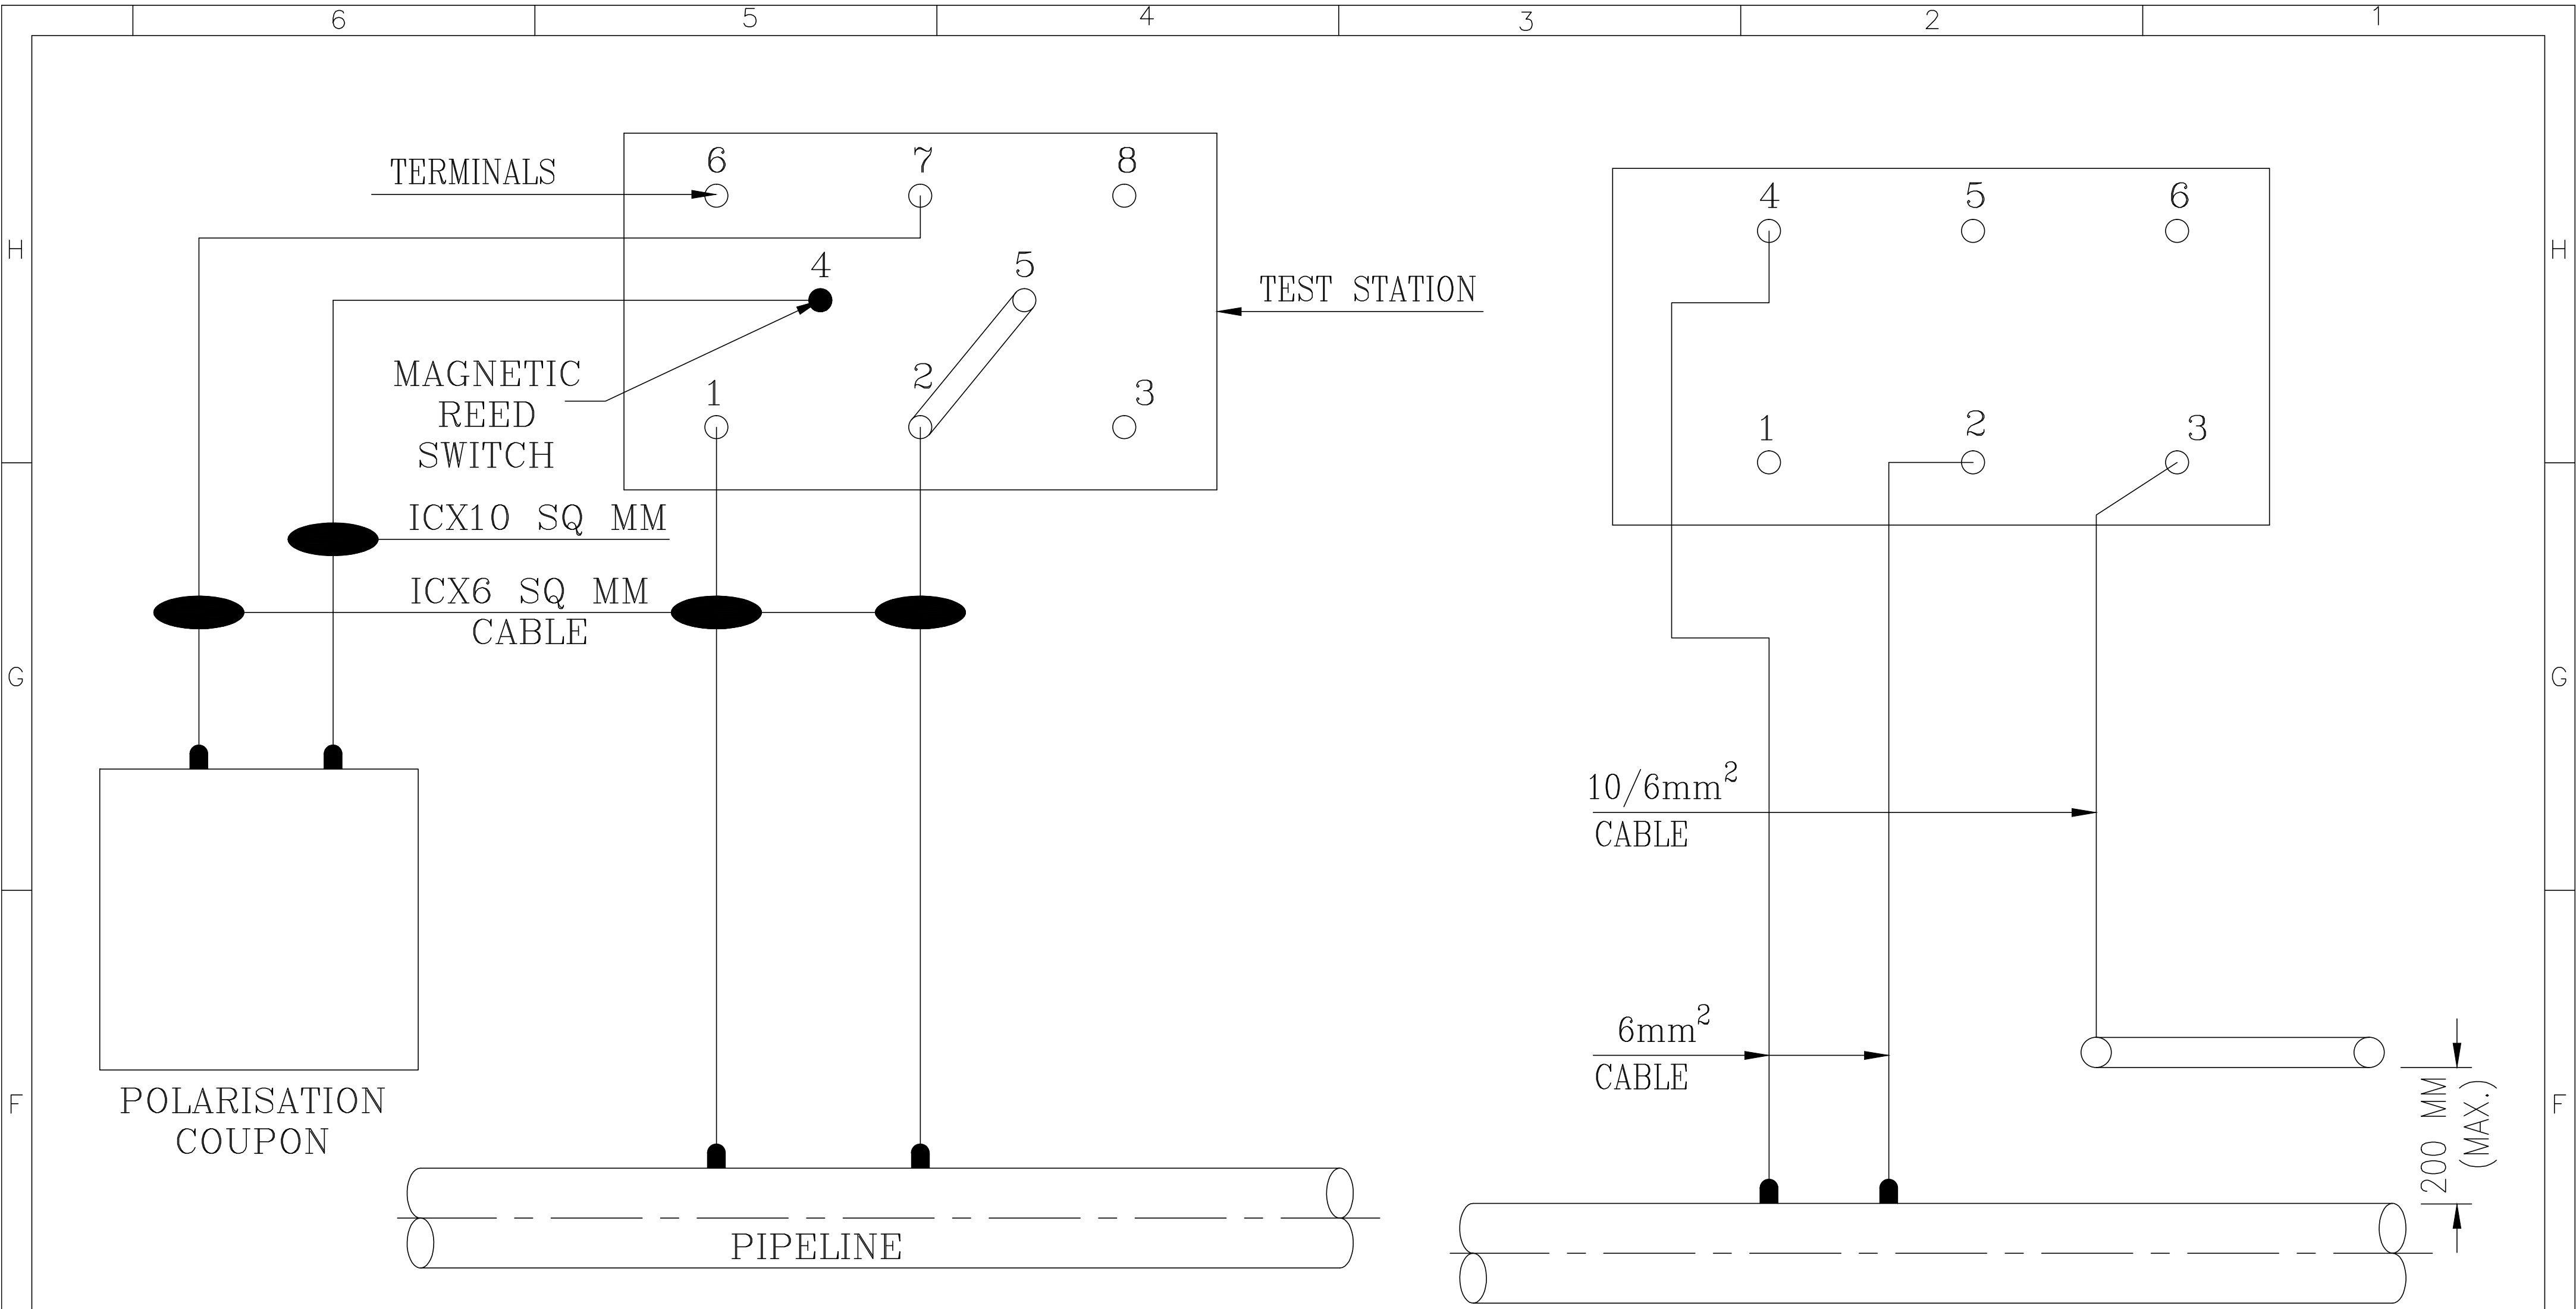 6 5 4 3 2 1
H H
G G
F F
TERMINALS
6 7 8
4 5
1 2 3
MAGNETIC
REED
SWITCH
TEST STATION
ICX10 SQ MM
ICX6 SQ MM
CABLE
POLARISATION
COUPON
PIPELINE
4 5 6
1 2 3
10/6mm²
CABLE
6mm²
CABLE
200 MM
(MAX.)